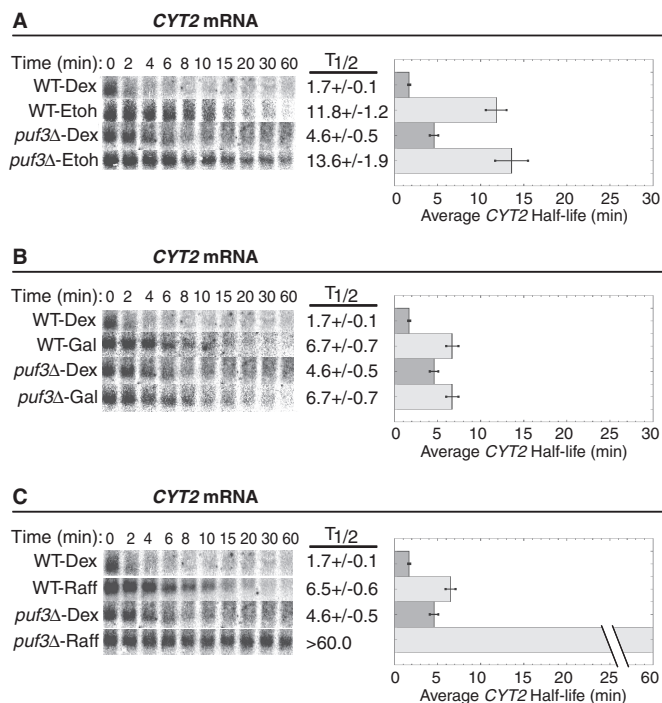 A
CYT2 mRNA
Time (min): 0 2 4 6 8 10 15 20 30 60 T1/2
WT-Dex 1.7+/-0.1
WT-Etoh 11.8+/-1.2
puf3Δ-Dex 4.6+/-0.5
puf3Δ-Etoh 13.6+/-1.9
0 5 10 15 20 25 30
Average CYT2 Half-life (min)
B
CYT2 mRNA
Time (min): 0 2 4 6 8 10 15 20 30 60 T1/2
WT-Dex 1.7+/-0.1
WT-Gal 6.7+/-0.7
puf3Δ-Dex 4.6+/-0.5
puf3Δ-Gal 6.7+/-0.7
0 5 10 15 20 25 30
Average CYT2 Half-life (min)
C
CYT2 mRNA
Time (min): 0 2 4 6 8 10 15 20 30 60 T1/2
WT-Dex 1.7+/-0.1
WT-Raff 6.5+/-0.6
puf3Δ-Dex 4.6+/-0.5
puf3Δ-Raff >60.0
0 5 10 15 20 25 60
Average CYT2 Half-life (min)